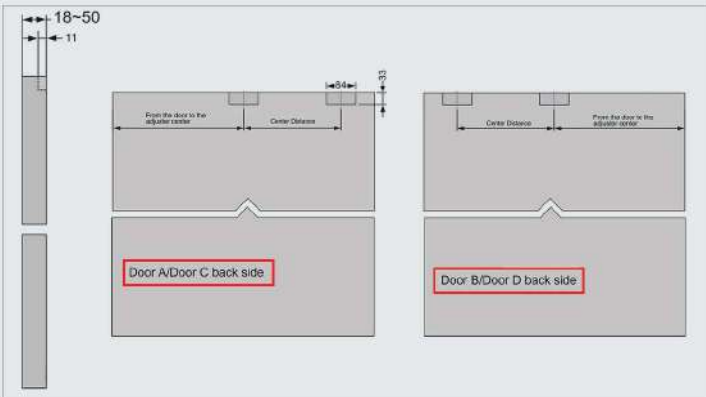 18~50
11
84
33
From the door to the
adjuster center
Center Distance
Center Distance
From the door to the
adjuster center
Door A/Door C back side
Door B/Door D back side